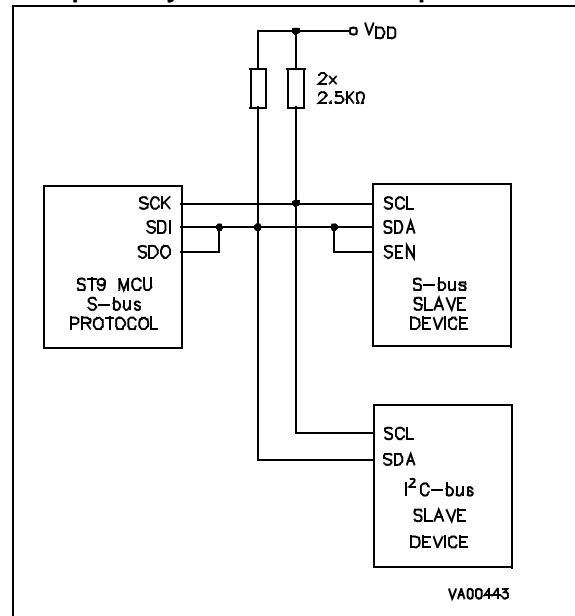 VDD
2x
2.5KΩ
SCK
SDI
SDO
ST9 MCU
S-bus
PROTOCOL
SCL
SDA
SEN
S-bus
SLAVE
DEVICE
SCL
SDA
I²C-bus
SLAVE
DEVICE
VA00443